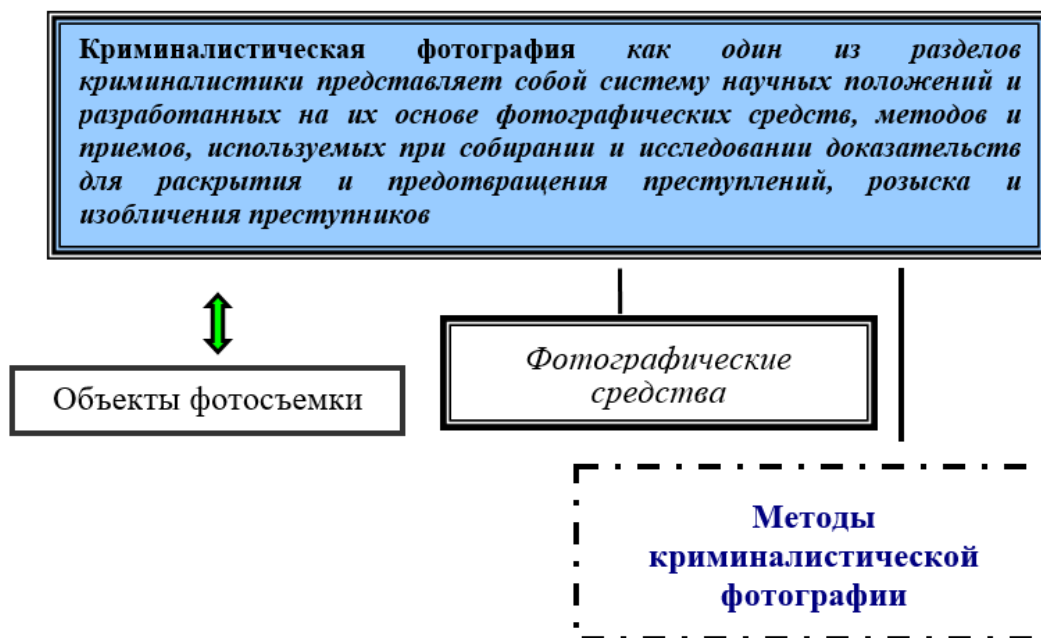 Криминалистическая фотография как один из разделов
криминалистики представляет собой систему научных положений и
разработанных на их основе фотографических средств, методов и
приемов, используемых при собирании и исследовании доказательств
для раскрытия и предотвращения преступлений, розыска и
изобличения преступников
Объекты фотосъемки
Фотографические
средства
Методы
криминалистической
фотографии